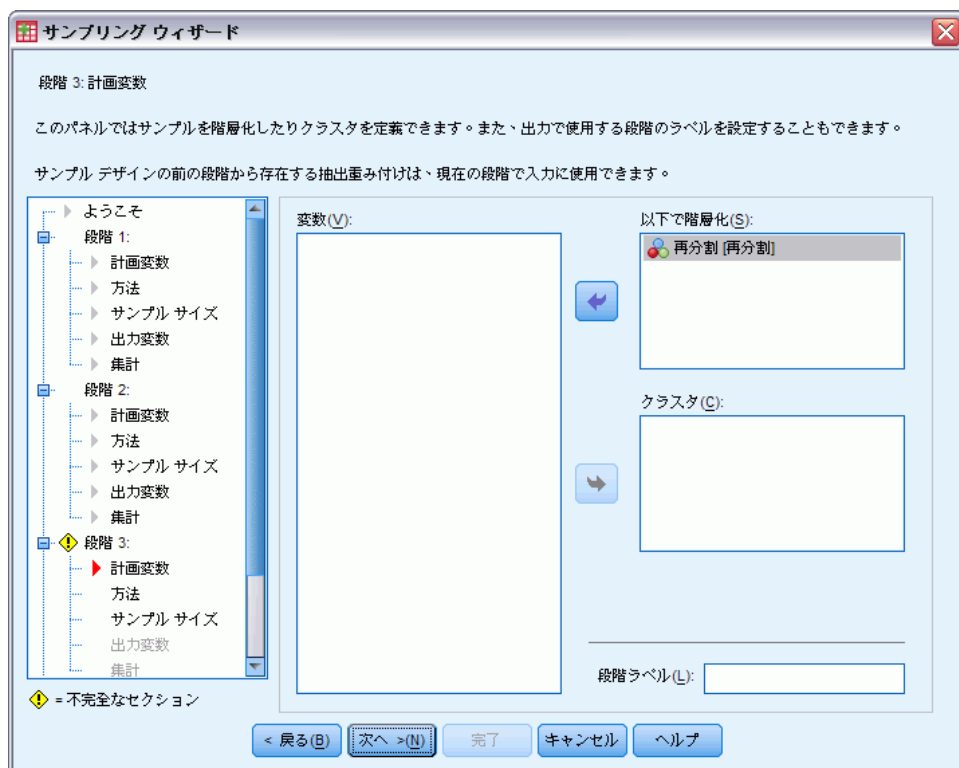 サンプリング ウィザード
段階 3: 計画変数
このパネルではサンプルを階層化したりクラスタを定義できます。また、出力で使用する段階のラベルを設定することもできます。
サンプル デザインの前の段階から存在する抽出重み付けは、現在の段階で入力に使用できます。
ようこそ
段階 1:
計画変数
方法
サンプル サイズ
出力変数
集計
段階 2:
計画変数
方法
サンプル サイズ
出力変数
集計
段階 3:
計画変数
方法
サンプル サイズ
出力変数
集計
= 不完全なセクション
変数(V):
以下で階層化(S):
再分割 [再分割]
クラスタ(C):
段階ラベル(L):
< 戻る(B)
次へ >(N)
完了
キャンセル
ヘルプ